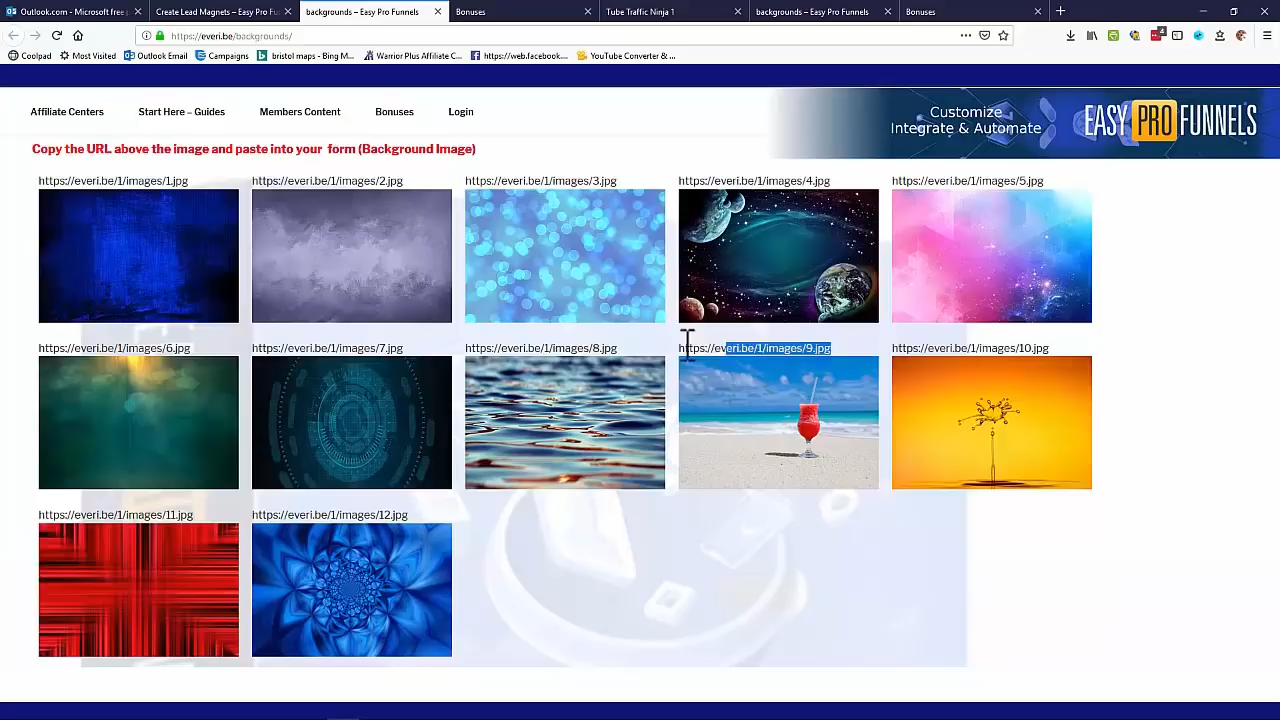 Outlook.com - Microsoft free
Create Lead Magnets – Easy Pro Fu
backgrounds – Easy Pro Funnels
Bonuses
Tube Traffic Ninja 1
backgrounds – Easy Pro Funnels
Bonuses
https://everi.be/backgrounds/
4
Coolpad
Most Visited
Outlook Email
Campaigns
bristol maps - Bing M...
Warrior Plus Affiliate C...
https://web.facebook...
YouTube Converter & ...
Affiliate Centers
Start Here – Guides
Members Content
Bonuses
Login
Customize
Integrate & Automate
EASY PRO FUNNELS
Copy the URL above the image and paste into your form (Background Image)
https://everi.be/1/images/1.jpg
https://everi.be/1/images/2.jpg
https://everi.be/1/images/3.jpg
https://everi.be/1/images/4.jpg
https://everi.be/1/images/5.jpg
https://everi.be/1/images/6.jpg
https://everi.be/1/images/7.jpg
https://everi.be/1/images/8.jpg
https://everi.be/1/images/9.jpg
https://everi.be/1/images/10.jpg
https://everi.be/1/images/11.jpg
https://everi.be/1/images/12.jpg